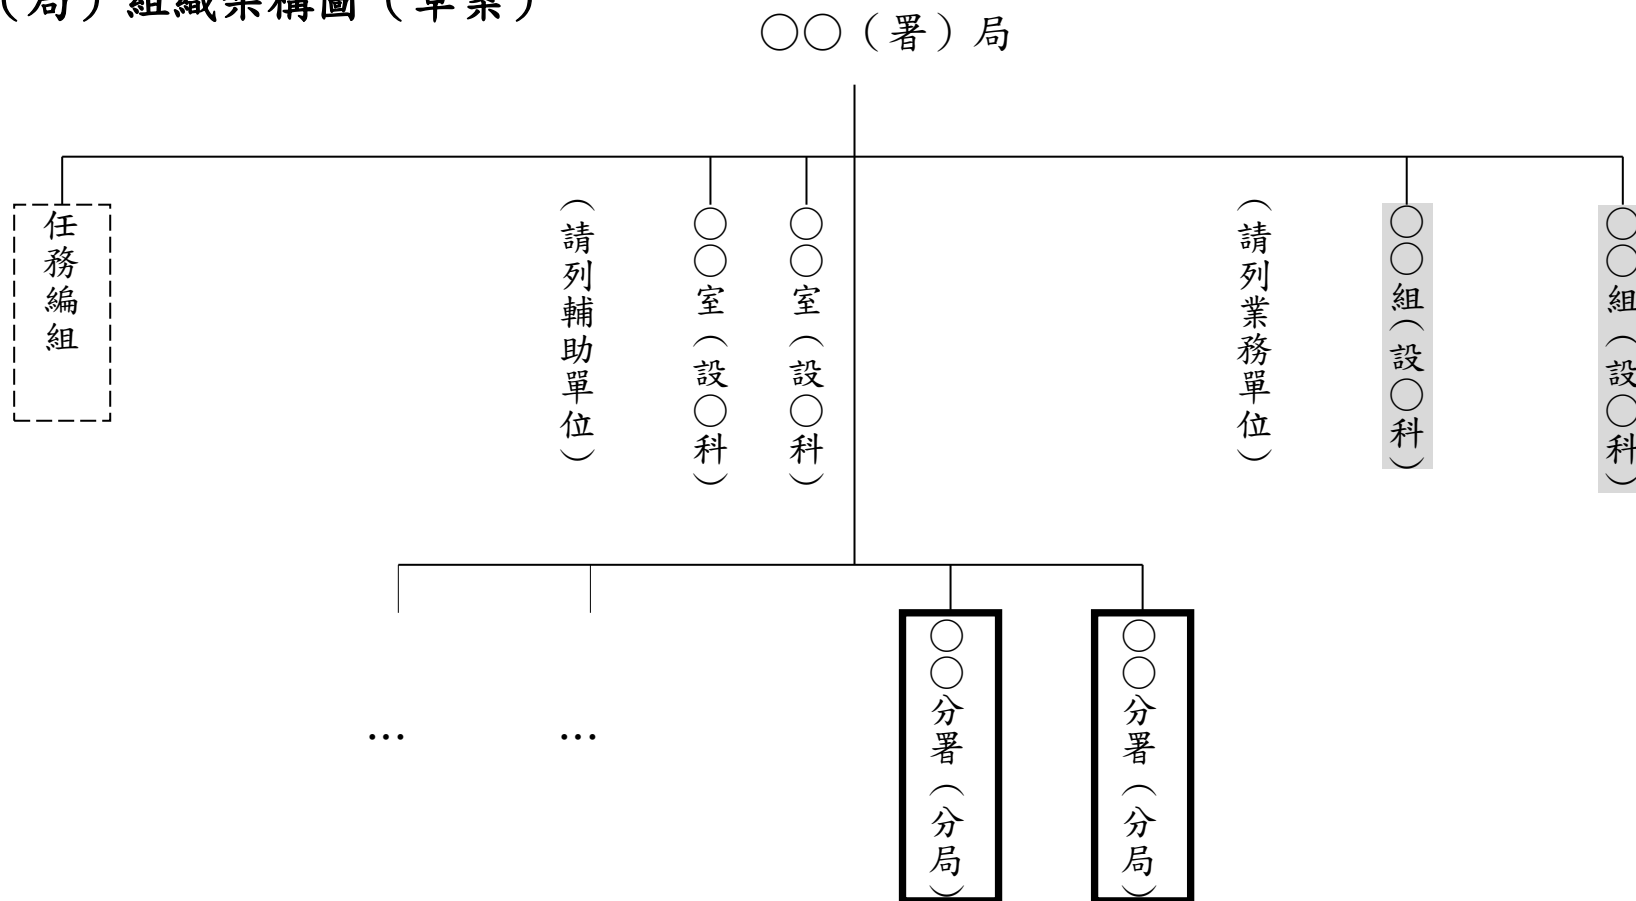 （局）組織架構圖（草案）
○○（署）局
○○組（設○科）
○○組（設○科）
（請列業務單位）
○○室（設○科）
○○室（設○科）
（請列輔助單位）
任務編組
○○分署（分局）
○○分署（分局）
…
…